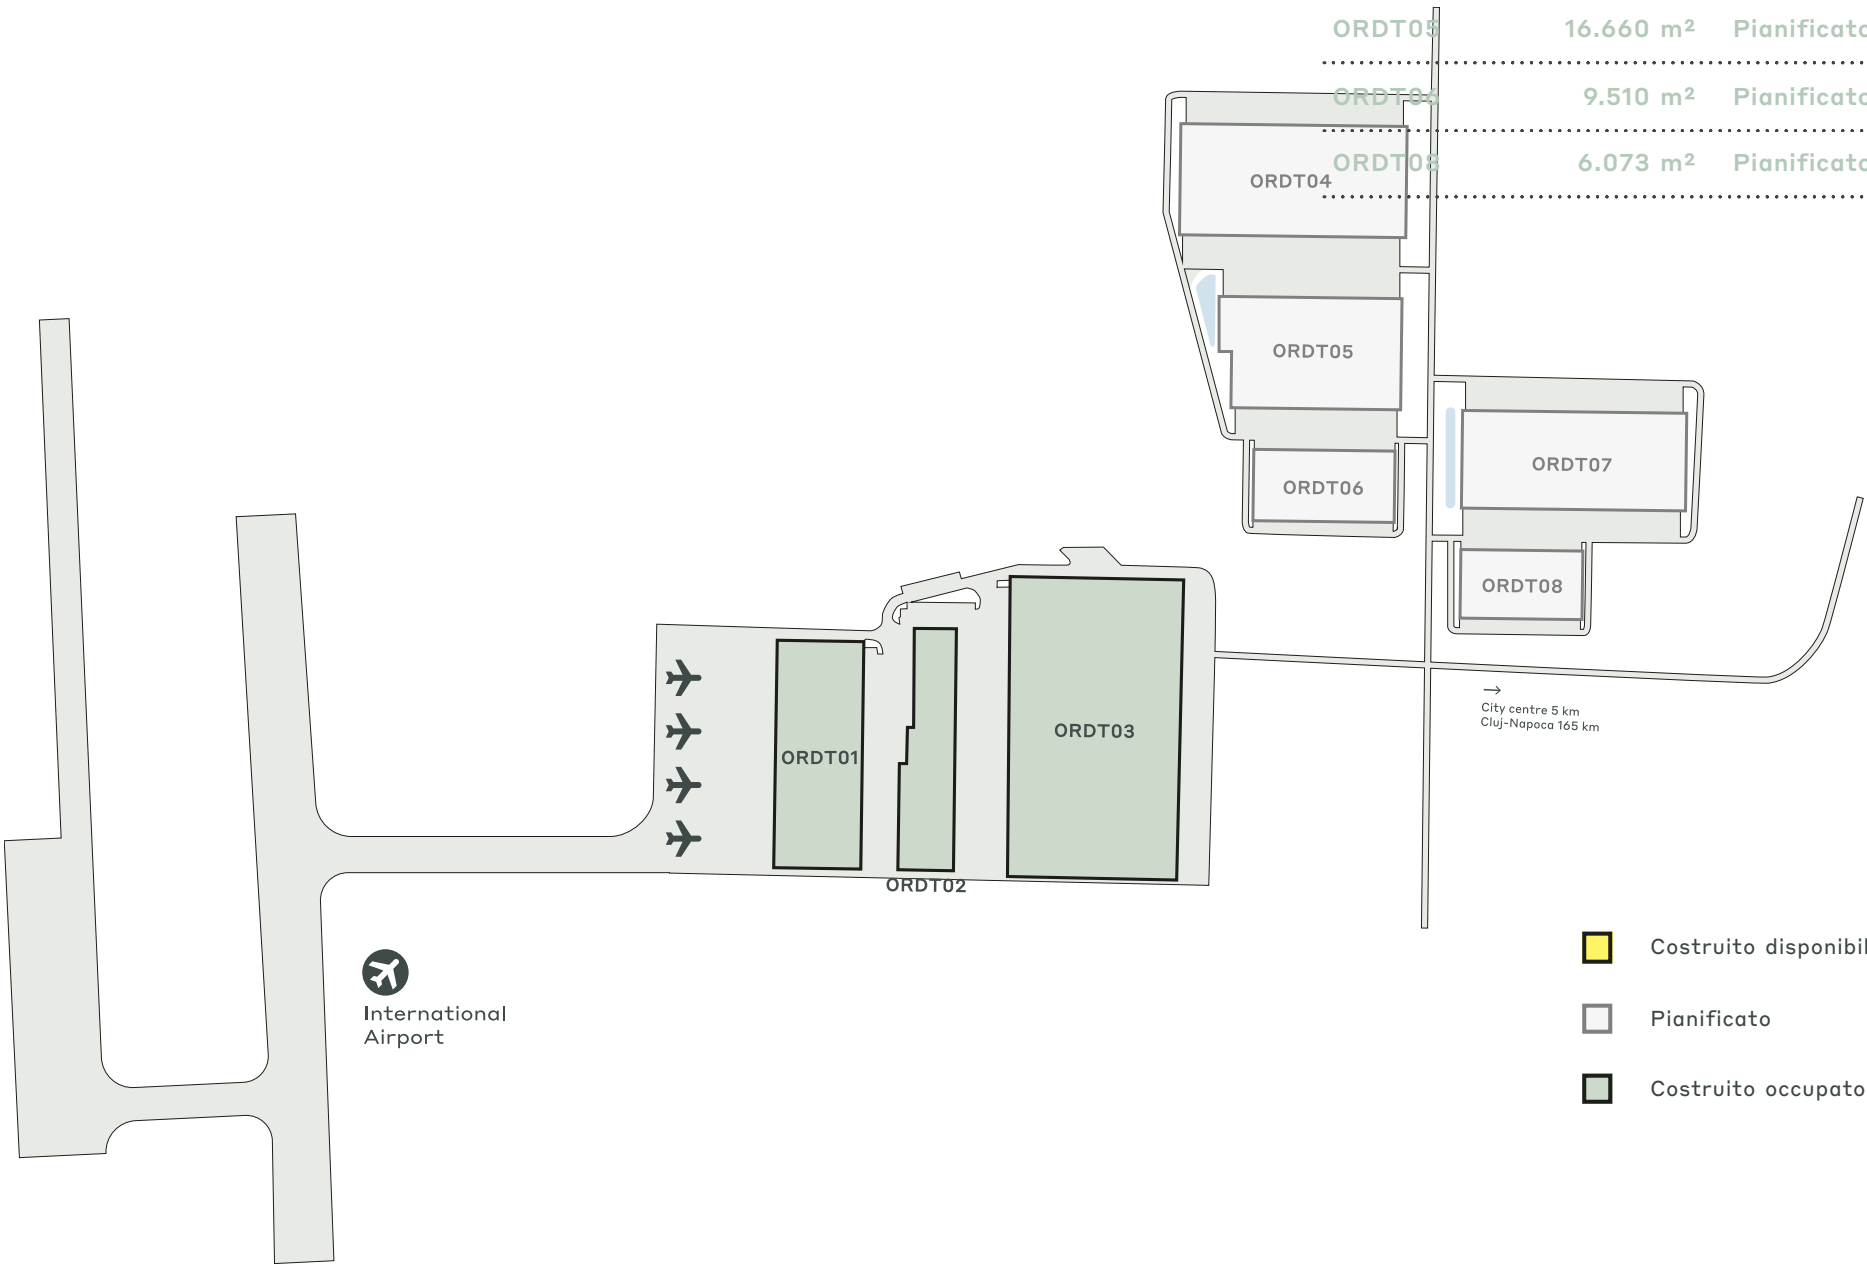 ORDT05 16.660 m² Pianificato
ORDT06 9.510 m² Pianificato
ORDT08 6.073 m² Pianificato
ORDT04
ORDT05
ORDT07
ORDT06
ORDT08
→
City centre 5 km
Cluj-Napoca 165 km
ORDT03
ORDT01
ORDT02
International
Airport
Costruito disponibil
Pianificato
Costruito occupato